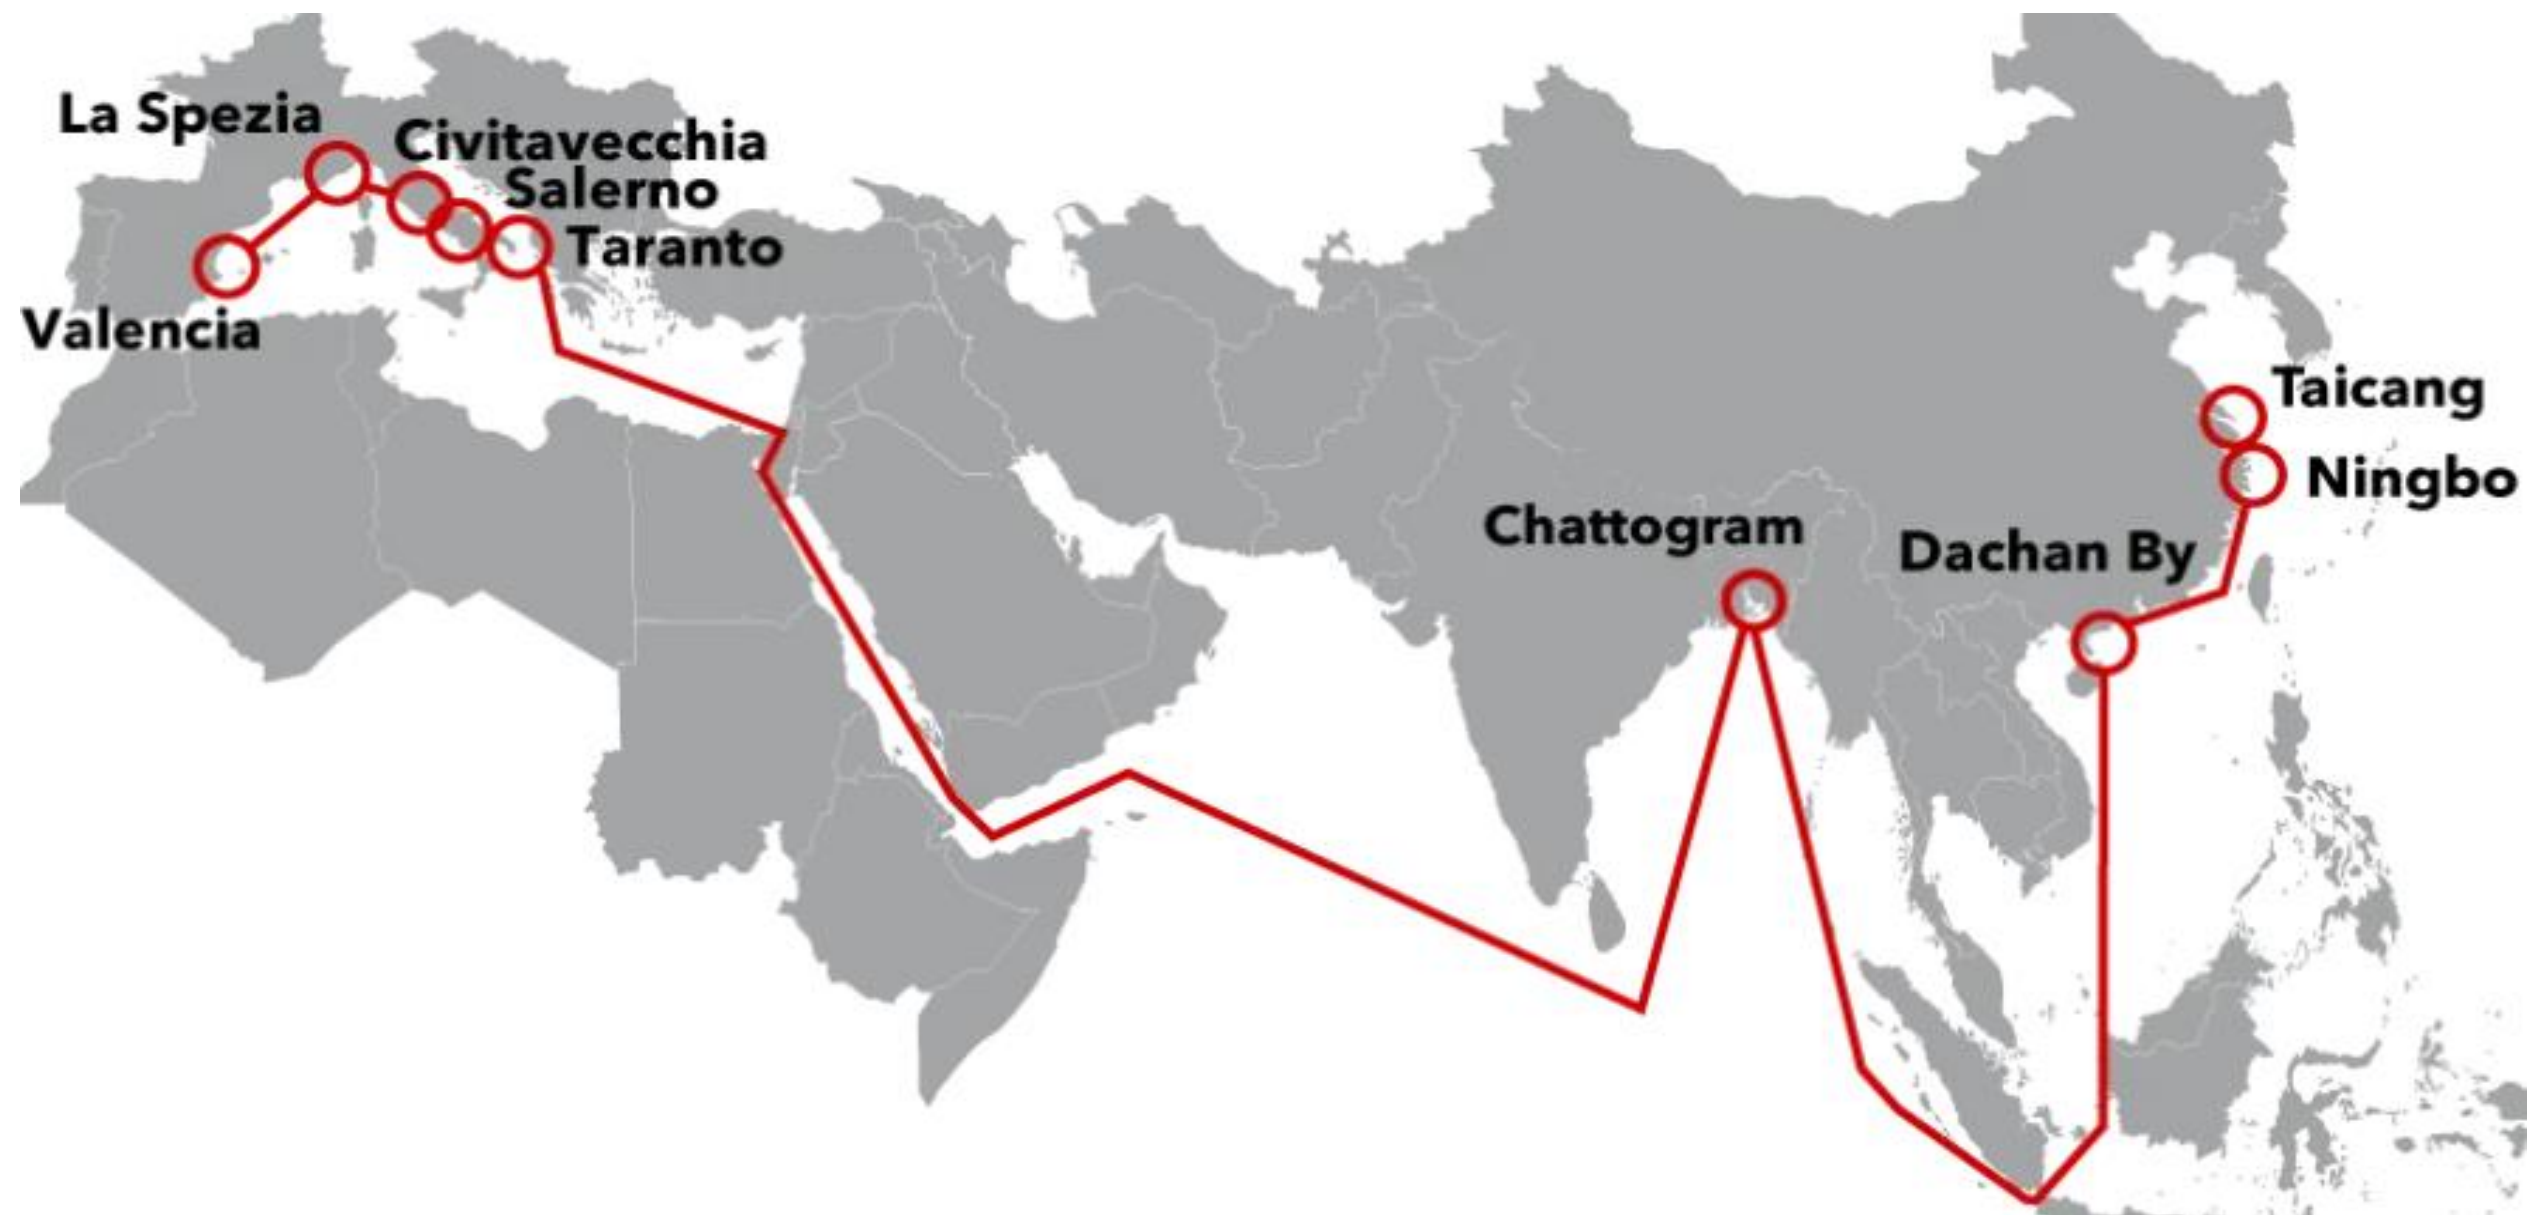 La Spezia
Civitavecchia
Salerno
Taranto
Valencia
Taicang
Ningbo
Chattogram
Dachan By